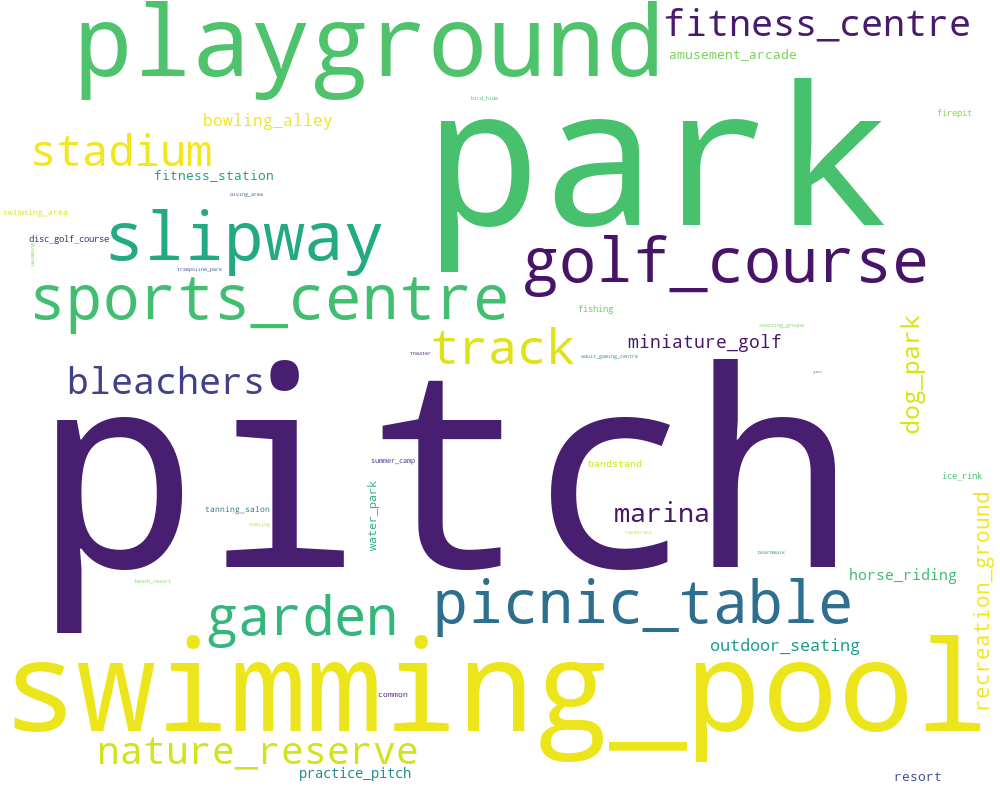 playground
fitness_centre
amusement_arcade
park
bird_hide
firepit
bowling_alley
stadium
fitness_station
diving_area
swimming_area
slipway
disc_golf_course
golf_course
trampoline_park
sports_centre
fishing
shooting_ground
track
miniature_golf
dog_park
theater
adult_gaming_centre
bleachers
yes
pitch
summer_camp
bandstand
water_park
ice_rink
recreation_ground
tanning_salon
marina
boardwalk
beach_resort
horse_riding
picnic_table
garden
outdoor_seating
swimming_pool
common
nature_reserve
practice_pitch
resort